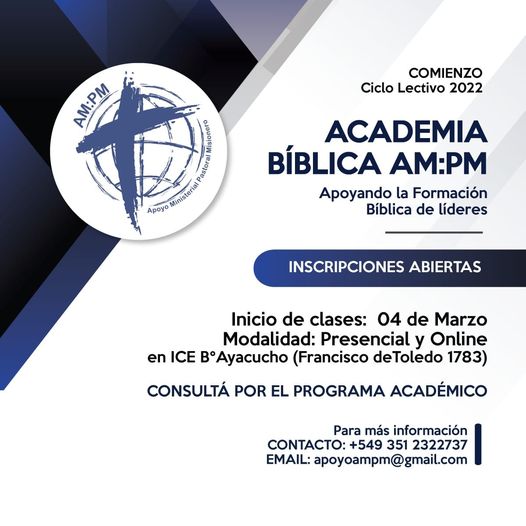 AM:PM
Apoyo Ministerial Pastoral Misionero
COMIENZO
Ciclo Lectivo 2022
ACADEMIA
BÍBLICA AM:PM
Apoyando la Formación
Bíblica de líderes
INSCRIPCIONES ABIERTAS
Inicio de clases: 04 de Marzo
Modalidad: Presencial y Online
en ICE B°Ayacucho (Francisco deToledo 1783)
CONSULTÁ POR EL PROGRAMA ACADÉMICO
Para más información
CONTACTO: +549 351 2322737
EMAIL: apoyoampm@gmail.com